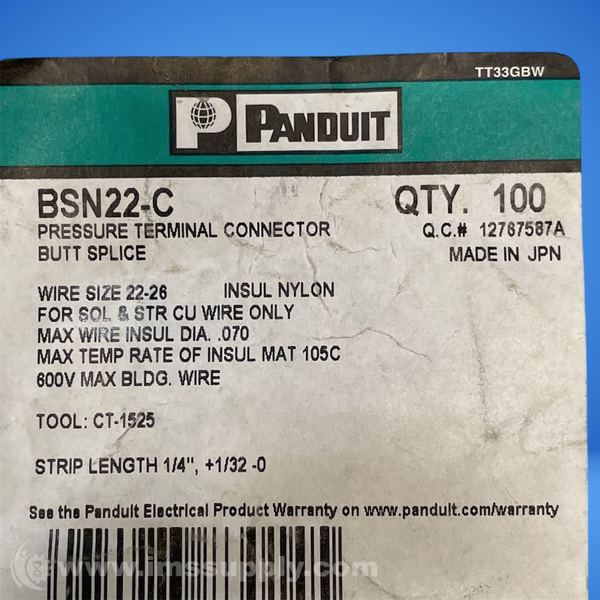 TT33GBW
P PANDUIT
BSN22-C QTY. 100
PRESSURE TERMINAL CONNECTOR Q.C.# 12767587A
BUTT SPLICE MADE IN JPN
WIRE SIZE 22-26 INSUL NYLON
FOR SOL & STR CU WIRE ONLY
MAX WIRE INSUL DIA. .070
MAX TEMP RATE OF INSUL MAT 105C
600V MAX BLDG. WIRE
TOOL: CT-1525
STRIP LENGTH 1/4", +1/32 -0
See the Panduit Electrical Product Warranty on www.panduit.com/warranty
www.imssupply.com